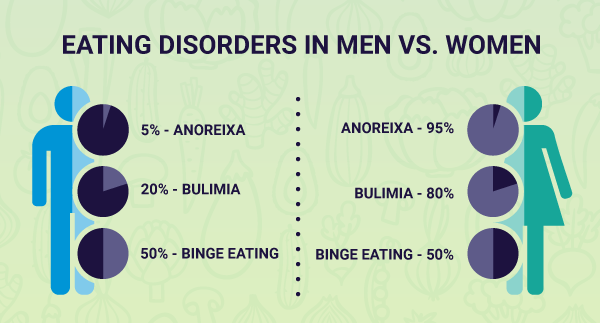 EATING DISORDERS IN MEN VS. WOMEN
5% - ANOREIXA
20% - BULIMIA
50% - BINGE EATING
ANOREIXA - 95%
BULIMIA - 80%
BINGE EATING - 50%